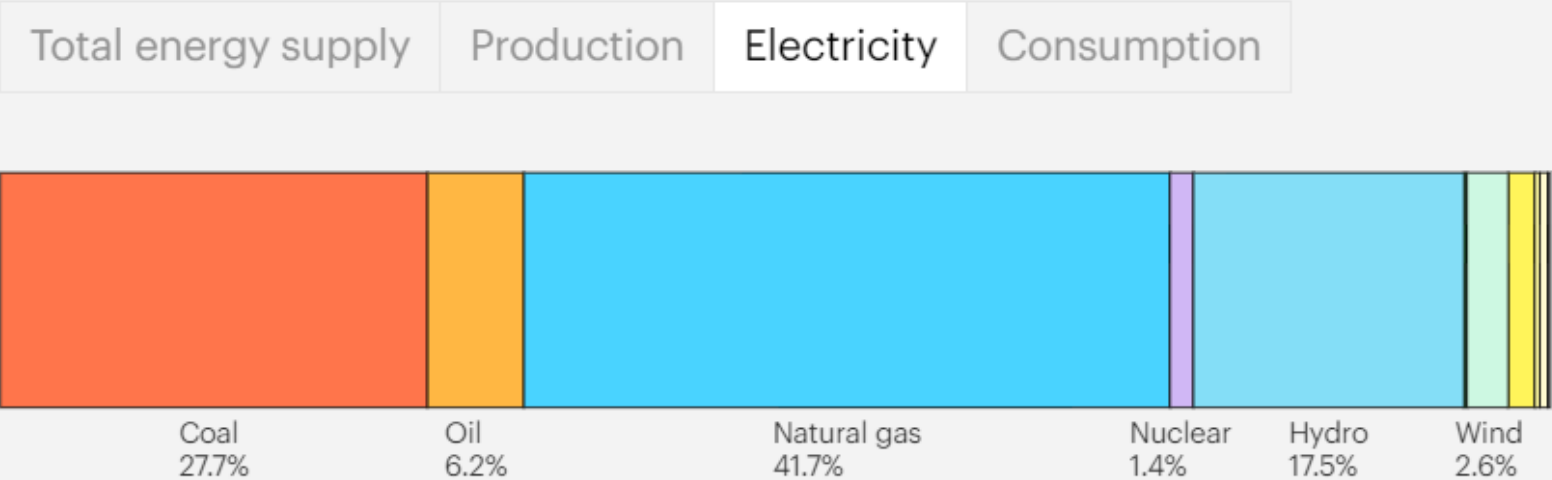 Total energy supply Production Electricity Consumption
Coal Oil Natural gas Nuclear Hydro Wind
27.7% 6.2% 41.7% 1.4% 17.5% 2.6%